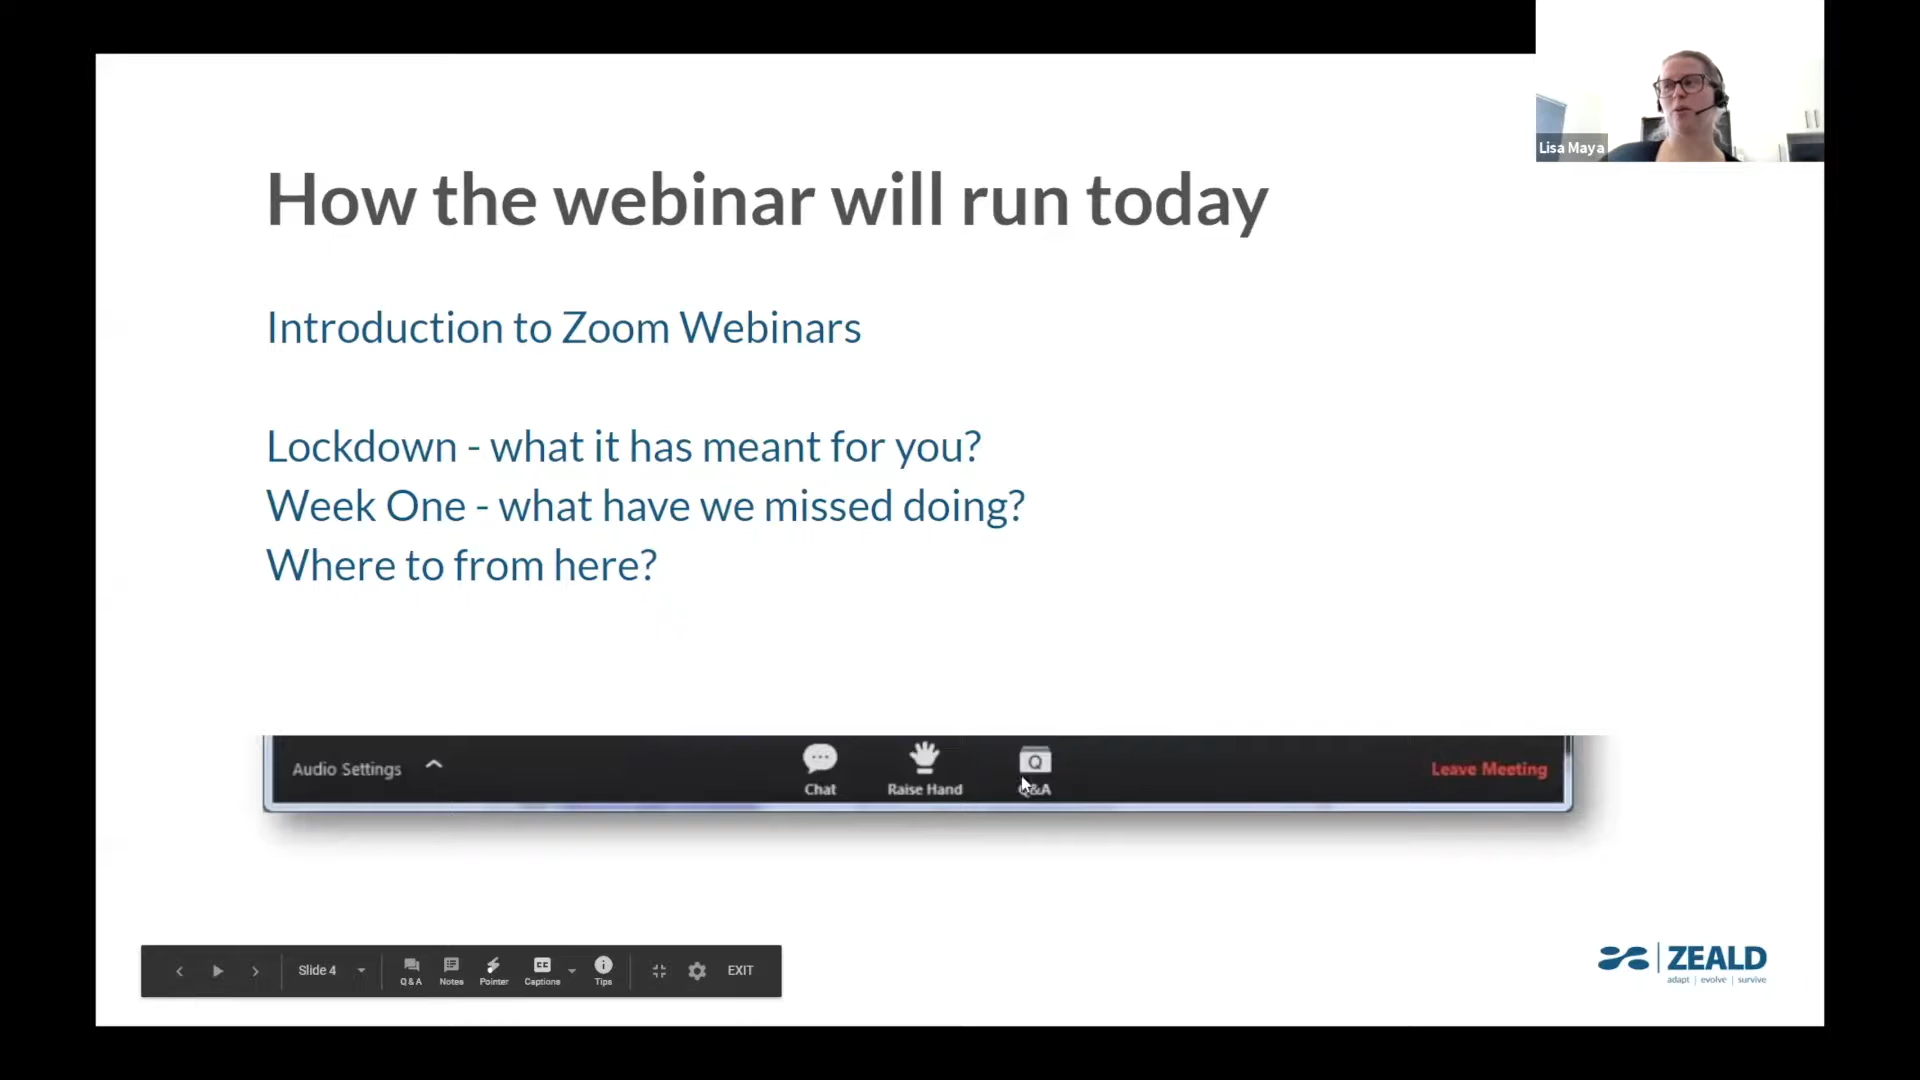 Lisa Maya
How the webinar will run today
Introduction to Zoom Webinars
Lockdown - what it has meant for you?
Week One - what have we missed doing?
Where to from here?
Audio Settings
Chat
Raise Hand
Q
Q&A
Leave Meeting
Slide 4
Q & A
Notes
Pointer
CC
Captions
Tips
EXIT
ZEALD
adapt | evolve | survive